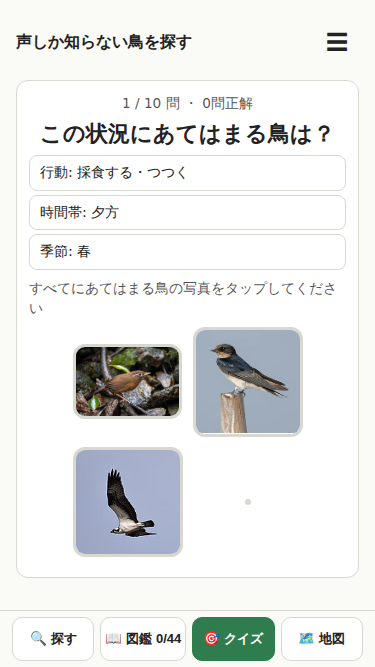 声しか知らない鳥を探す
1 / 10 問 ・ 0問正解
この状況にあてはまる鳥は？
行動: 採食する・つつく
時間帯: 夕方
季節: 春
すべてにあてはまる鳥の写真をタップしてくださ
い
🔍 探す
📖 図鑑 0/44
🎯 クイズ
🗺️ 地図